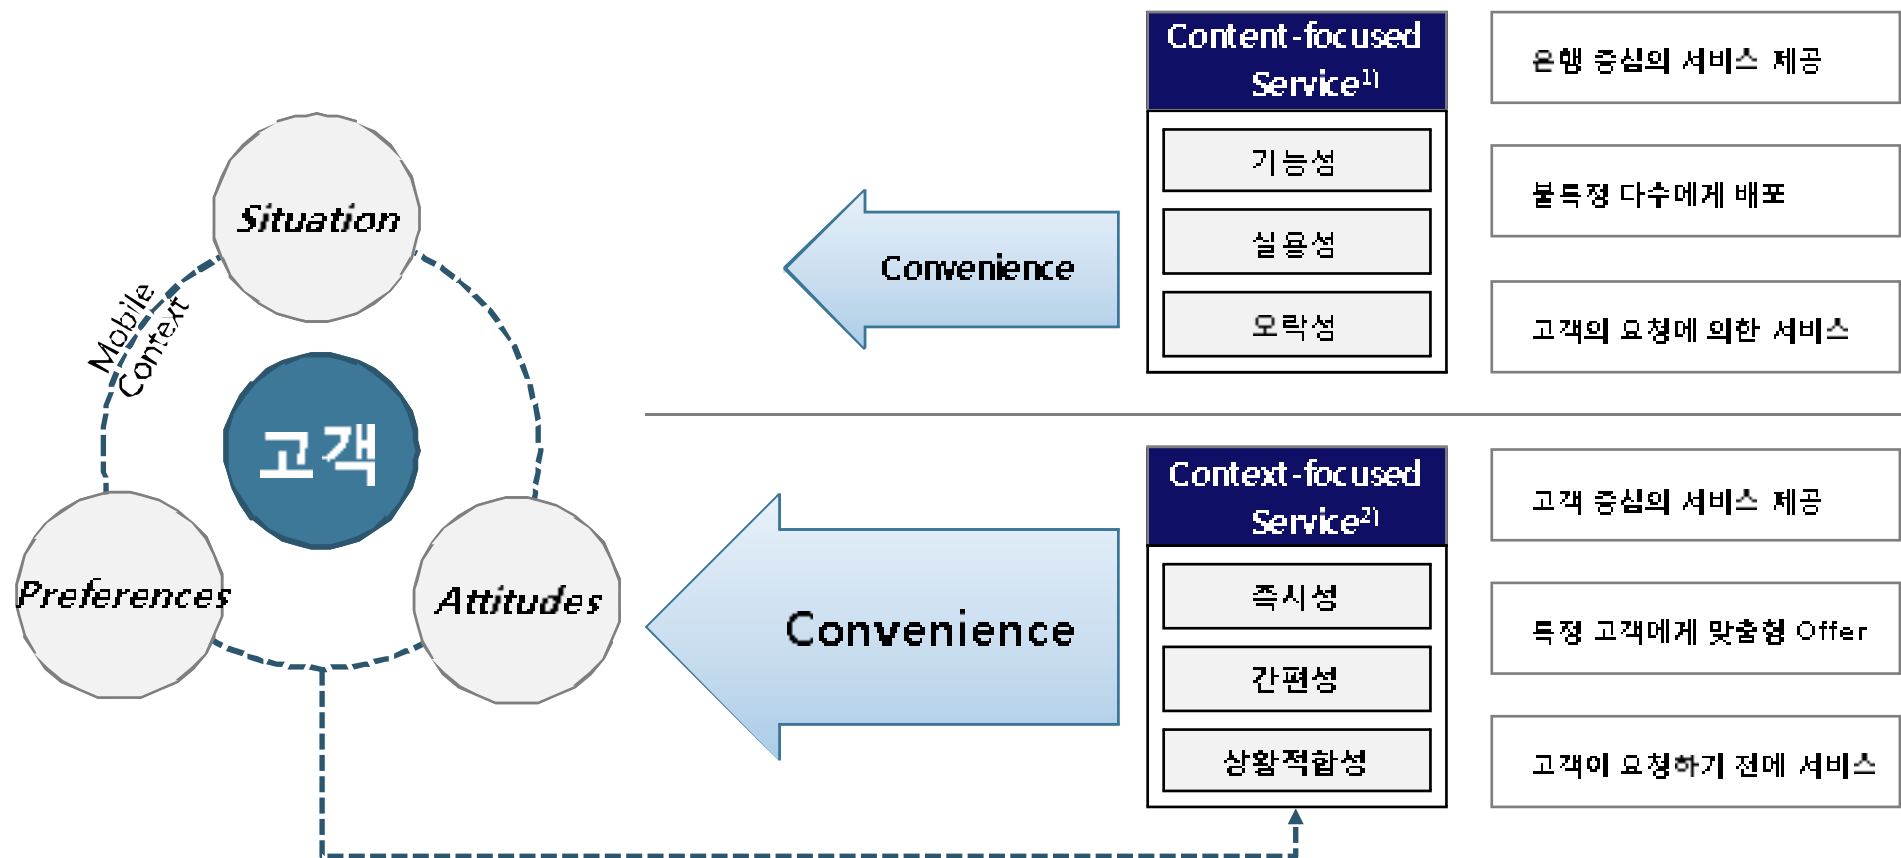 Situation
Mobile
Context
고객
Preferences
Attitudes
Convenience
Content-focused
Service1)
기능성
실용성
오락성
은행 중심의 서비스 제공
불특정 다수에게 배포
고객의 요청에 의한 서비스
Convenience
Context-focused
Service2)
즉시성
간편성
상황적합성
고객 중심의 서비스 제공
특정 고객에게 맞춤형 Offer
고객이 요청하기 전에 서비스